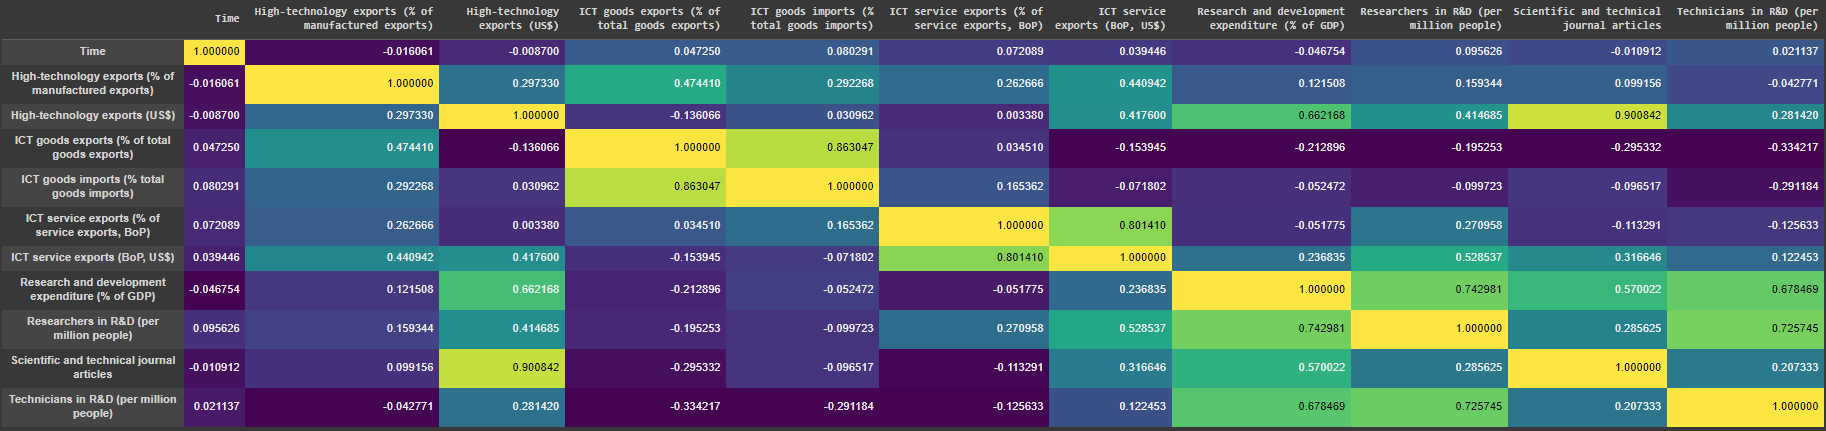 Time High-technology exports (% of manufactured exports) High-technology exports (US$) ICT goods exports (% of total goods exports) ICT goods imports (% total goods imports) ICT service exports (% of service exports, BoP) ICT service exports (BoP, US$) Research and development expenditure (% of GDP) Researchers in R&D (per million people) Scientific and technical journal articles Technicians in R&D (per million people)
Time 1.000000 -0.016061 -0.008700 0.047250 0.080291 0.072089 0.039446 -0.046754 0.095626 -0.010912 0.021137
High-technology exports (% of manufactured exports) -0.016061 1.000000 0.297330 0.474410 0.292268 0.262666 0.440942 0.121508 0.159344 0.099156 -0.042771
High-technology exports (US$) -0.008700 0.297330 1.000000 -0.136066 0.030962 0.003380 0.417600 0.662168 0.414685 0.900842 0.281420
ICT goods exports (% of total goods exports) 0.047250 0.474410 -0.136066 1.000000 0.863047 0.034510 -0.153945 -0.212896 -0.195253 -0.295332 -0.334217
ICT goods imports (% total goods imports) 0.080291 0.292268 0.030962 0.863047 1.000000 0.165362 -0.071802 -0.052472 -0.099723 -0.096517 -0.291184
ICT service exports (% of service exports, BoP) 0.072089 0.262666 0.003380 0.034510 0.165362 1.000000 0.801410 -0.051775 0.270958 -0.113291 -0.125633
ICT service exports (BoP, US$) 0.039446 0.440942 0.417600 -0.153945 -0.071802 0.801410 1.000000 0.236835 0.528537 0.316646 0.122453
Research and development expenditure (% of GDP) -0.046754 0.121508 0.662168 -0.212896 -0.052472 -0.051775 0.236835 1.000000 0.742981 0.570022 0.678469
Researchers in R&D (per million people) 0.095626 0.159344 0.414685 -0.195253 -0.099723 0.270958 0.528537 0.742981 1.000000 0.285625 0.725745
Scientific and technical journal articles -0.010912 0.099156 0.900842 -0.295332 -0.096517 -0.113291 0.316646 0.570022 0.285625 1.000000 0.207333
Technicians in R&D (per million people) 0.021137 -0.042771 0.281420 -0.334217 -0.291184 -0.125633 0.122453 0.678469 0.725745 0.207333 1.000000